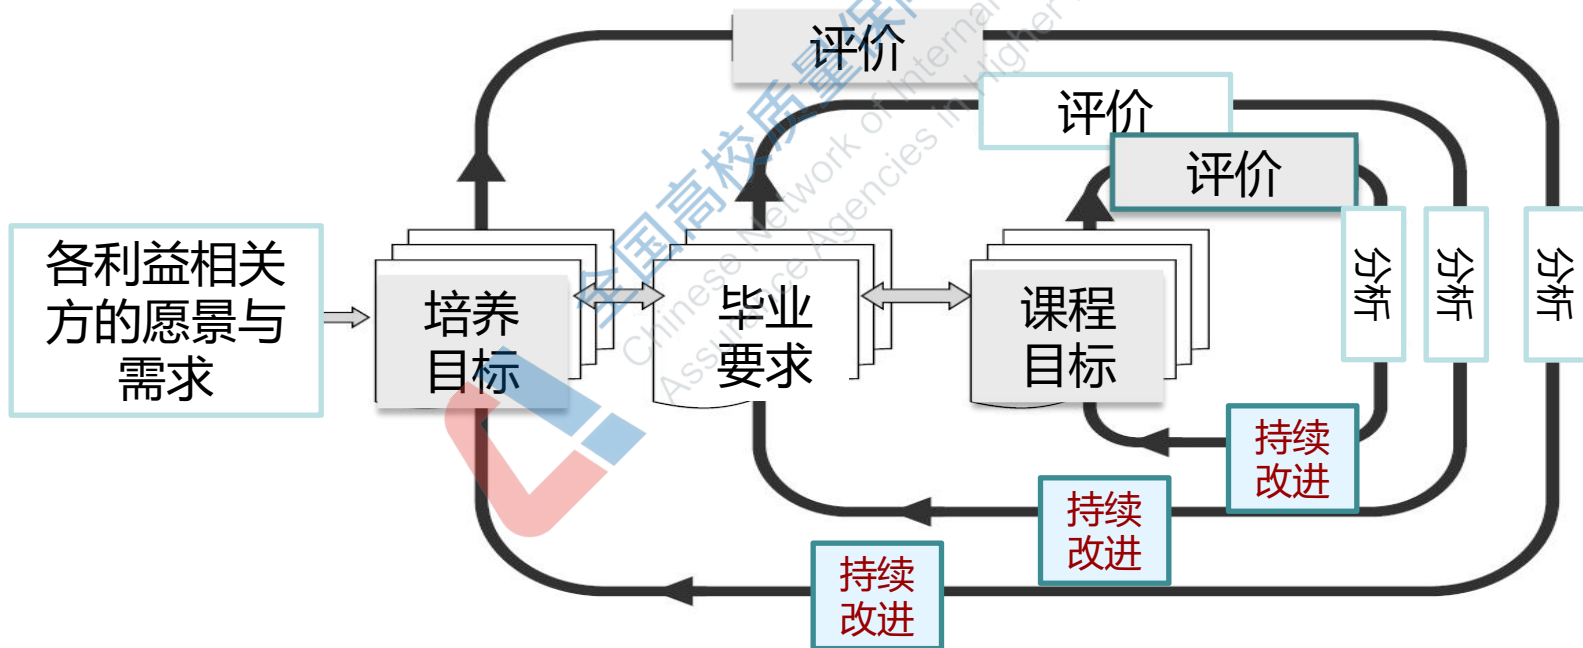 评价
评价
评价
各利益相关
方的愿景与
需求
培养
目标
毕业
要求
课程
目标
分析
分析
分析
持续
改进
持续
改进
持续
改进
全国高校质量保
Chinese Network of Internal
Assurance Agencies in Higher